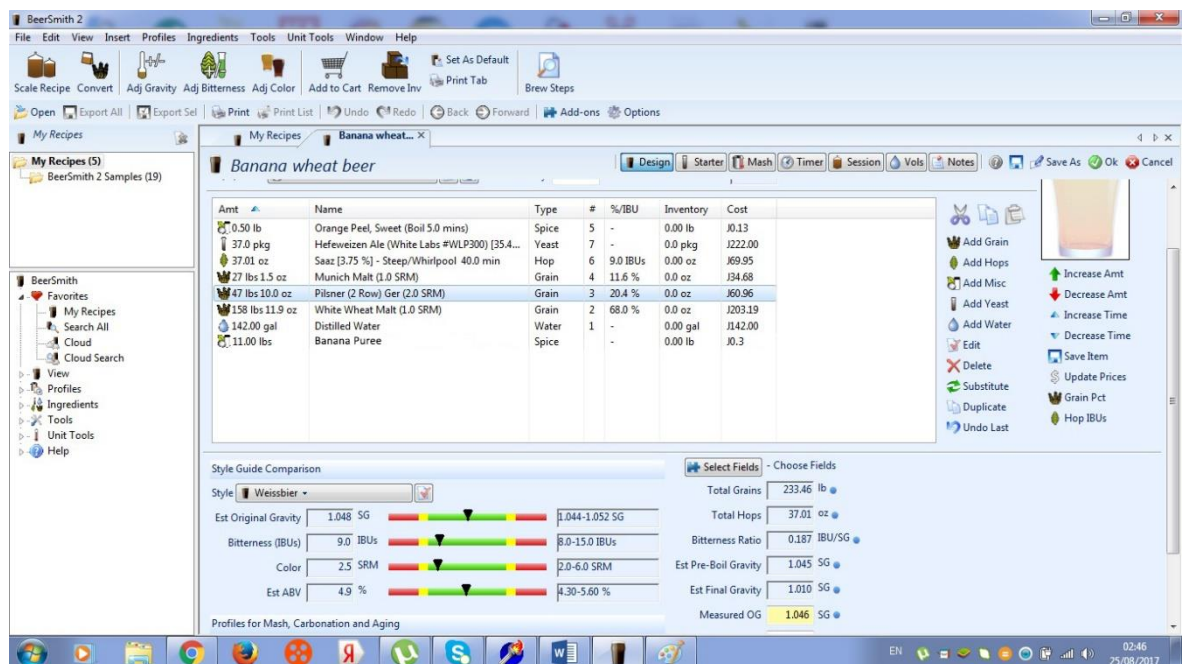 BeerSmith 2
File Edit View Insert Profiles Ingredients Tools Unit Tools Window Help
Scale Recipe Convert Adj Gravity Adj Bitterness Adj Color Add to Cart Remove Inv Set As Default Print Tab Brew Steps
Open Export All Export Sel Print Print List Undo Redo Back Forward Add-ons Options
My Recipes
My Recipes (5)
BeerSmith 2 Samples (19)
BeerSmith
Favorites
My Recipes
Search All
Cloud
Cloud Search
View
Profiles
Ingredients
Tools
Unit Tools
Help
My Recipes Banana wheat... X
Banana wheat beer Design Starter Mash Timer Session Vols Notes Save As Ok Cancel
Amt Name Type # %/IBU Inventory Cost
0.50 lb Orange Peel, Sweet (Boil 5.0 mins) Spice 5 - 0.00 lb J0.13
37.0 pkg Hefeweizen Ale (White Labs #WLP300) [35.4... Yeast 7 - 0.0 pkg J222.00
37.01 oz Saaz [3.75 %] - Steep/Whirlpool 40.0 min Hop 6 9.0 IBUs 0.00 oz J69.95
27 lbs 1.5 oz Munich Malt (1.0 SRM) Grain 4 11.6 % 0.0 oz J34.68
47 lbs 10.0 oz Pilsner (2 Row) Ger (2.0 SRM) Grain 3 20.4 % 0.0 oz J60.96
158 lbs 11.9 oz White Wheat Malt (1.0 SRM) Grain 2 68.0 % 0.0 oz J203.19
142.00 gal Distilled Water Water 1 - 0.00 gal J142.00
11.00 lbs Banana Puree Spice - 0.00 lb J0.3
Add Grain
Add Hops
Add Misc
Add Yeast
Add Water
Edit
Delete
Substitute
Duplicate
Undo Last
Increase Amt
Decrease Amt
Increase Time
Decrease Time
Save Item
Update Prices
Grain Pct
Hop IBUs
Style Guide Comparison
Style Weissbier
Est Original Gravity 1.048 SG 1.044-1.052 SG
Bitterness (IBUs) 9.0 IBUs 8.0-15.0 IBUs
Color 2.5 SRM 2.0-6.0 SRM
Est ABV 4.9 % 4.30-5.60 %
Profiles for Mash, Carbonation and Aging
Select Fields - Choose Fields
Total Grains 233.46 lb
Total Hops 37.01 oz
Bitterness Ratio 0.187 IBU/SG
Est Pre-Boil Gravity 1.045 SG
Est Final Gravity 1.010 SG
Measured OG 1.046 SG
EN 02:46
25/08/2017